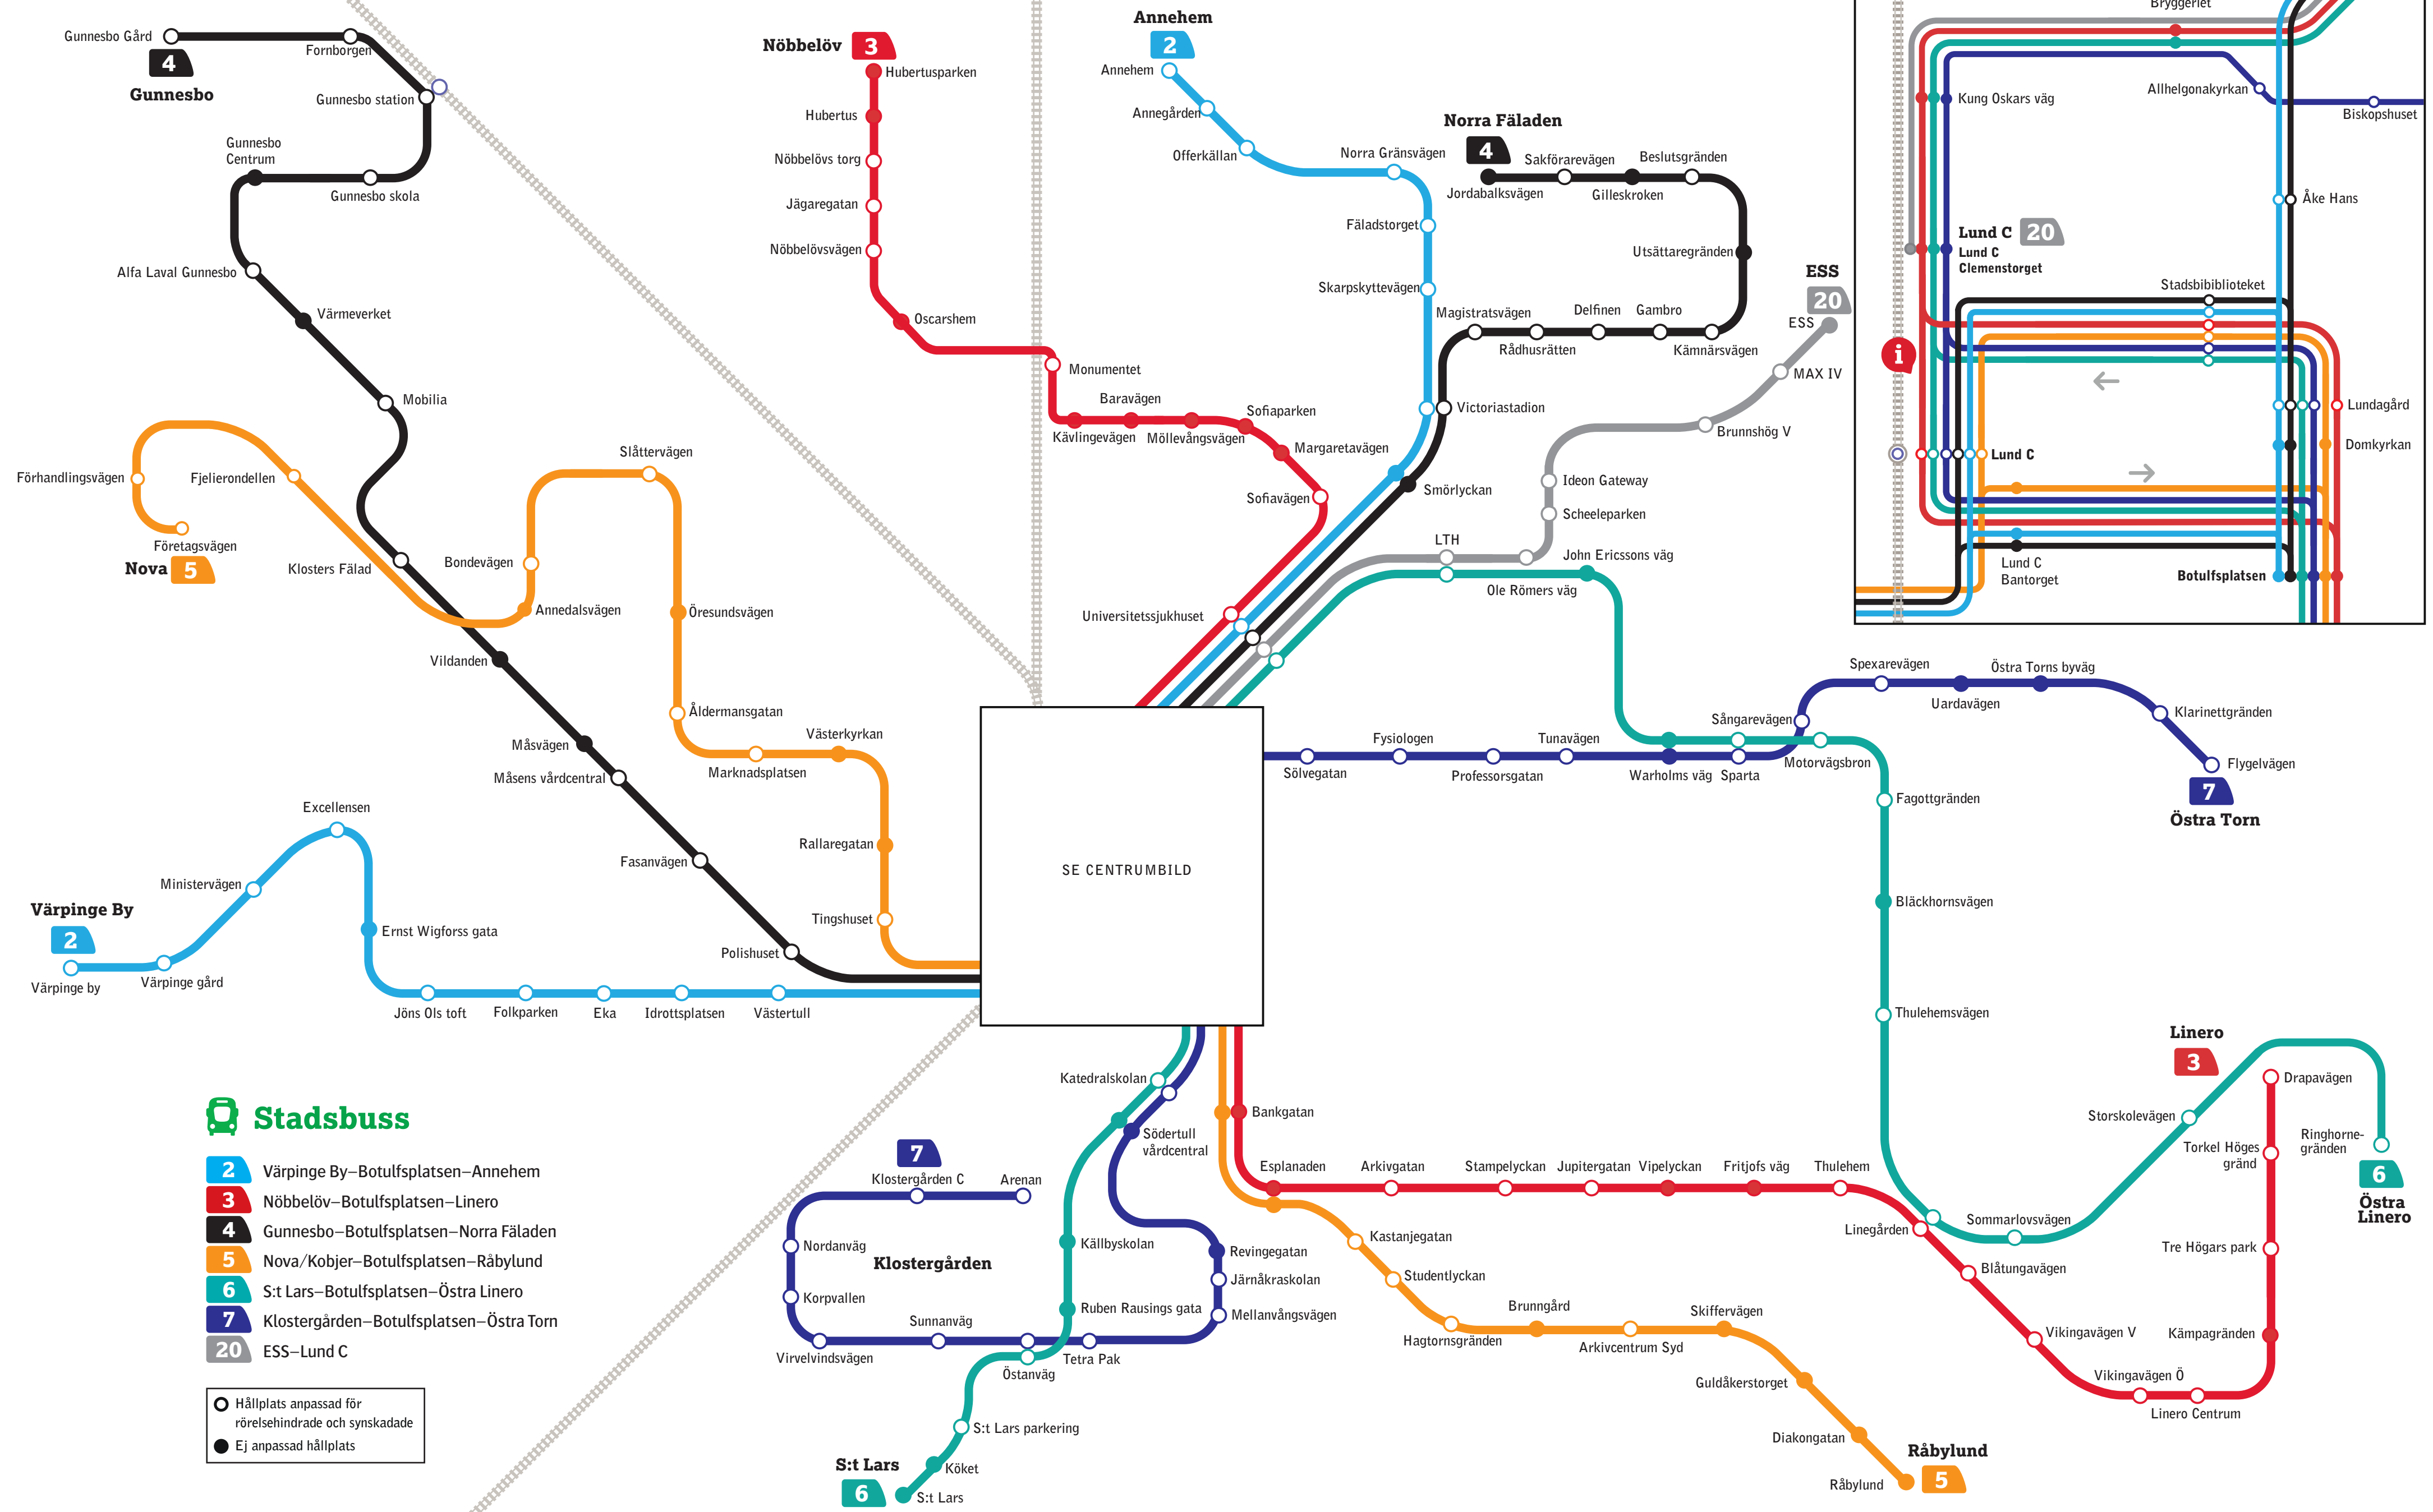 Gunnesbo Gård
4
Gunnesbo
Fornborgen
Gunnesbo station
Gunnesbo
Centrum
Gunnesbo skola
Alfa Laval Gunnesbo
Värmeverket
Mobilia
Klosters Fälad
Vildanden
Måsvägen
Måsens vårdcentral
Fasanvägen
Polishuset
Förhandlingsvägen
Fjelierondellen
Företagsvägen
Nova 5
Slåttervägen
Bondevägen
Annedalsvägen
Öresundsvägen
Åldermansgatan
Marknadsplatsen
Västerkyrkan
Rallaregatan
Tingshuset
Värpinge By
2
Värpinge by
Värpinge gård
Ministervägen
Excellensen
Ernst Wigforss gata
Jöns Ols toft
Folkparken
Eka
Idrottsplatsen
Västertull
Nöbbelöv 3
Hubertusparken
Hubertus
Nöbbelövs torg
Jägaregatan
Nöbbelövsvägen
Oscarshem
Monumentet
Kävlingevägen
Baravägen
Möllevångsvägen
Sofiaparken
Margaretavägen
Sofiavägen
Universitetssjukhuset
Annehem
2
Annehem
Annegården
Offerkällan
Norra Gränsvägen
Fäladstorget
Skarpskyttevägen
Norra Fäladen
4
Jordabalksvägen
Sakförarevägen
Gilleskroken
Beslutsgränden
Utsättaregränden
Magistratsvägen
Rådhusrätten
Delfinen
Gambro
Kämnärsvägen
Victoriastadion
Smörlyckan
ESS
20
ESS
MAX IV
Brunnshög V
Ideon Gateway
Scheeleparken
LTH
John Ericssons väg
Ole Römers väg
SE CENTRUMBILD
Sölvegatan
Fysiologen
Professorsgatan
Tunavägen
Warholms väg
Sparta
Sångarevägen
Motorvägsbron
Spexarevägen
Uardavägen
Östra Torns byväg
Klarinettgränden
Flygelvägen
7
Östra Torn
Fagottgränden
Bläckhornsvägen
Thulehemsvägen
Bryggeriet
Kung Oskars väg
Allhelgonakyrkan
Biskopshuset
Åke Hans
Lund C 20
Lund C
Clemenstorget
Stadsbibiblioteket
i
Lundagård
Domkyrkan
Lund C
Lund C
Bantorget
Botulfsplatsen
Katedralskolan
Södertull
vårdcentral
7
Klostergården C
Arenan
Nordanväg
Klostergården
Korpvallen
Virvelvindsvägen
Sunnanväg
Östanväg
Tetra Pak
Källbyskolan
Ruben Rausings gata
Revingegatan
Järnåkraskolan
Mellanvångsvägen
S:t Lars parkering
Köket
S:t Lars
S:t Lars
6
Bankgatan
Esplanaden
Arkivgatan
Stampelyckan
Jupitergatan
Vipelyckan
Fritjofs väg
Thulehem
Linegården
Sommarlovsvägen
Blåtungavägen
Vikingavägen V
Vikingavägen Ö
Linero Centrum
Kämpagränden
Tre Högars park
Torkel Höges
gränd
Drapavägen
Linero
3
Storskolevägen
Ringhorne-
gränden
6
Östra
Linero
Kastanjegatan
Studentlyckan
Hagtornsgränden
Brunngård
Arkivcentrum Syd
Skiffervägen
Guldåkerstorget
Diakongatan
Råbylund
Råbylund
5
Stadsbuss
2 Värpinge By–Botulfsplatsen–Annehem
3 Nöbbelöv–Botulfsplatsen–Linero
4 Gunnesbo–Botulfsplatsen–Norra Fäladen
5 Nova/Kobjer–Botulfsplatsen–Råbylund
6 S:t Lars–Botulfsplatsen–Östra Linero
7 Klostergården–Botulfsplatsen–Östra Torn
20 ESS–Lund C
Hållplats anpassad för
rörelsehindrade och synskadade
Ej anpassad hållplats